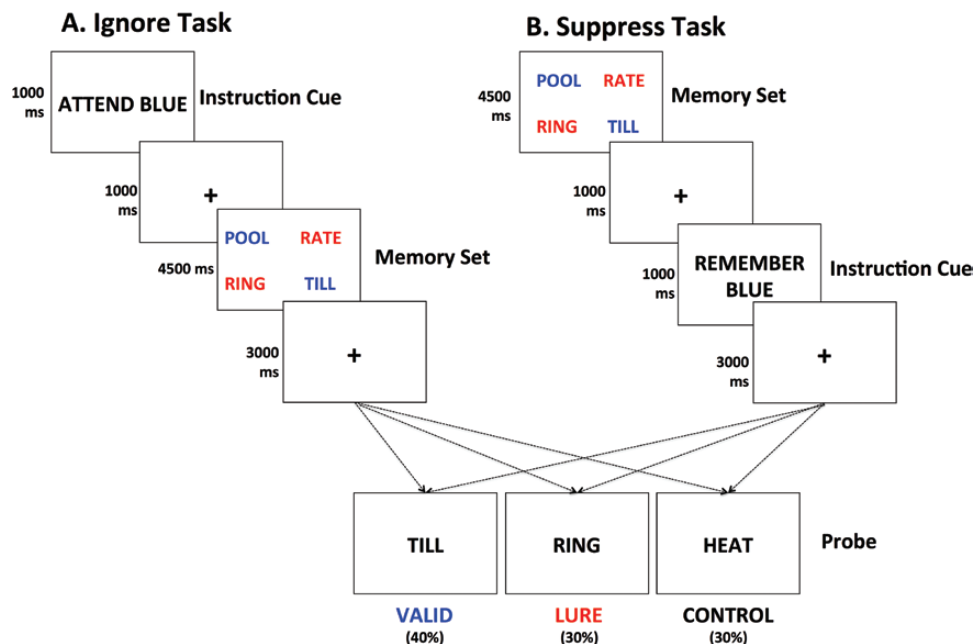 A. Ignore Task
1000
ms
ATTEND BLUE
Instruction Cue
1000
ms
+
4500 ms
POOL RATE
RING TILL
Memory Set
3000
ms
+
B. Suppress Task
4500
ms
POOL RATE
RING TILL
Memory Set
1000
ms
+
1000
ms
REMEMBER
BLUE
Instruction Cue
3000
ms
+
TILL RING HEAT Probe
VALID LURE CONTROL
(40%) (30%) (30%)